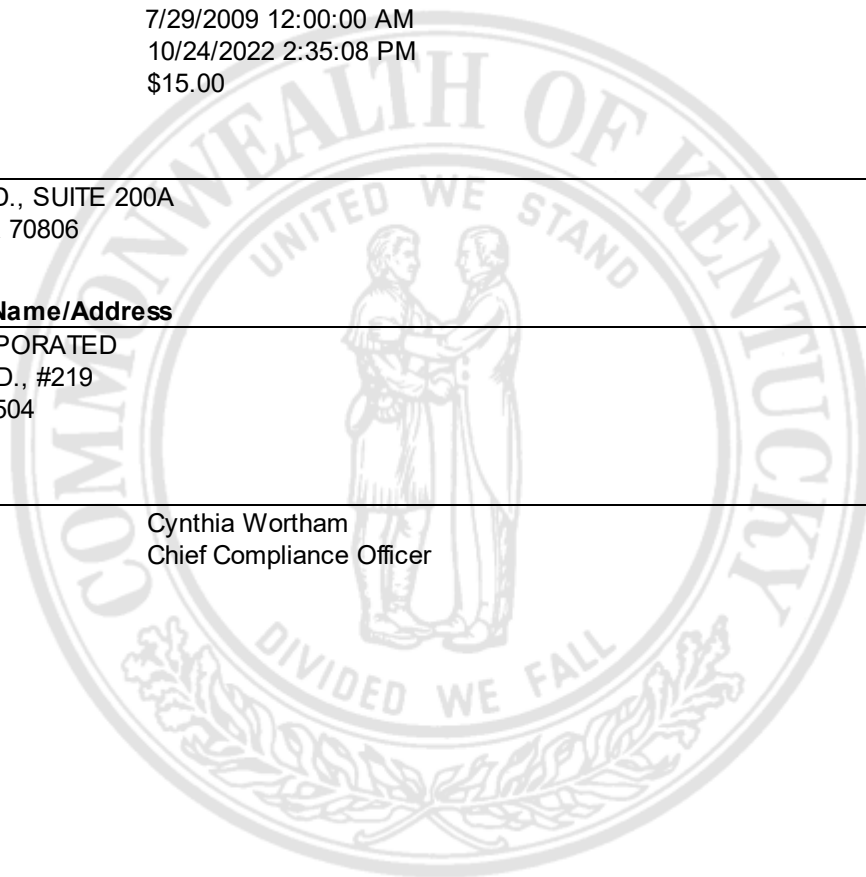 7/29/2009 12:00:00 AM
10/24/2022 2:35:08 PM
$15.00
D., SUITE 200A
70806
Name/Address
PORATED
D., #219
504
Cynthia Wortham
Chief Compliance Officer
COMMONWEALTH OF KENTUCKY
UNITED WE STAND
DIVIDED WE FALL